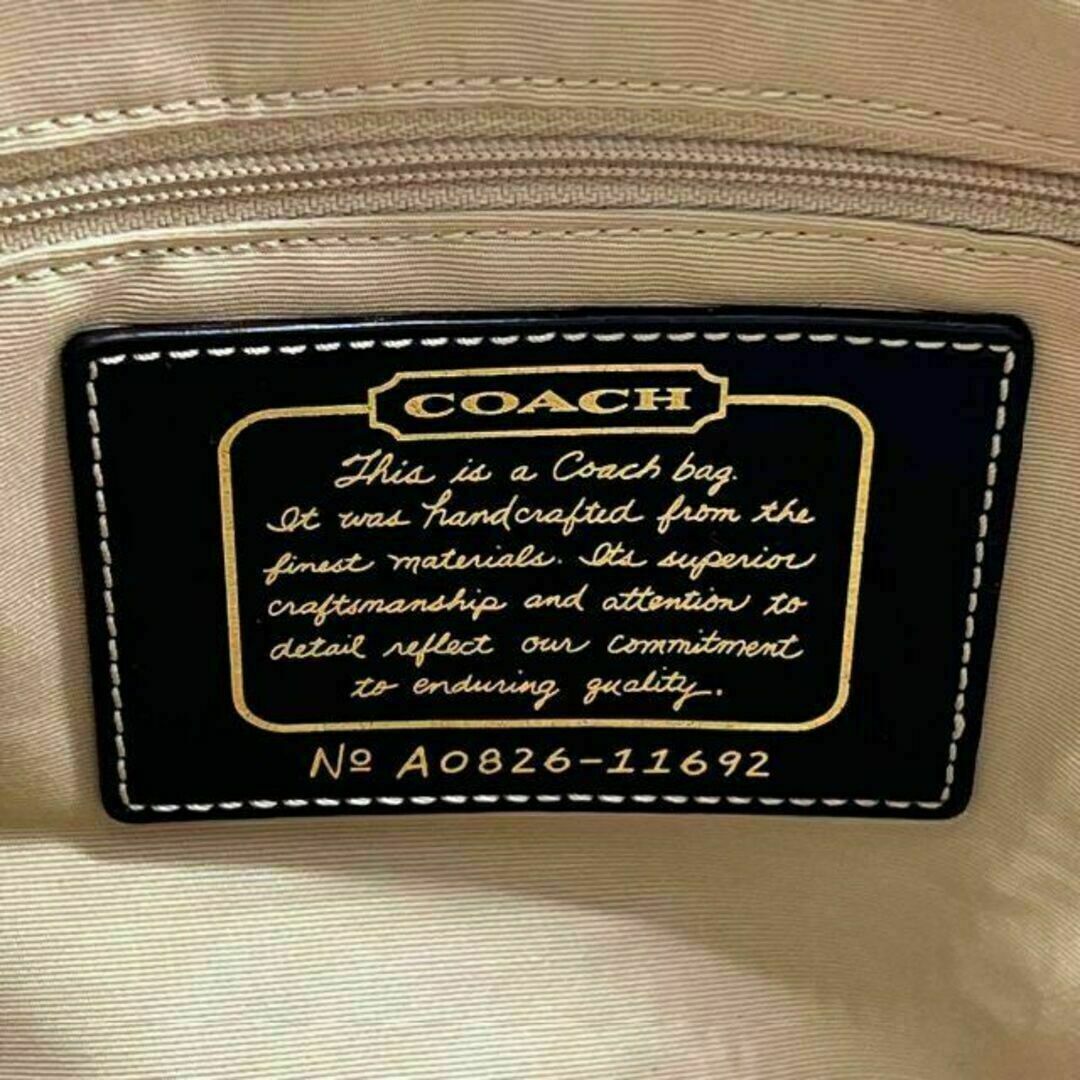 COACH
This is a Coach bag.
It was handcrafted from the
finest materials. Its superior
craftsmanship and attention to
detail reflect our commitment
to enduring quality.
Nº A0826-11692